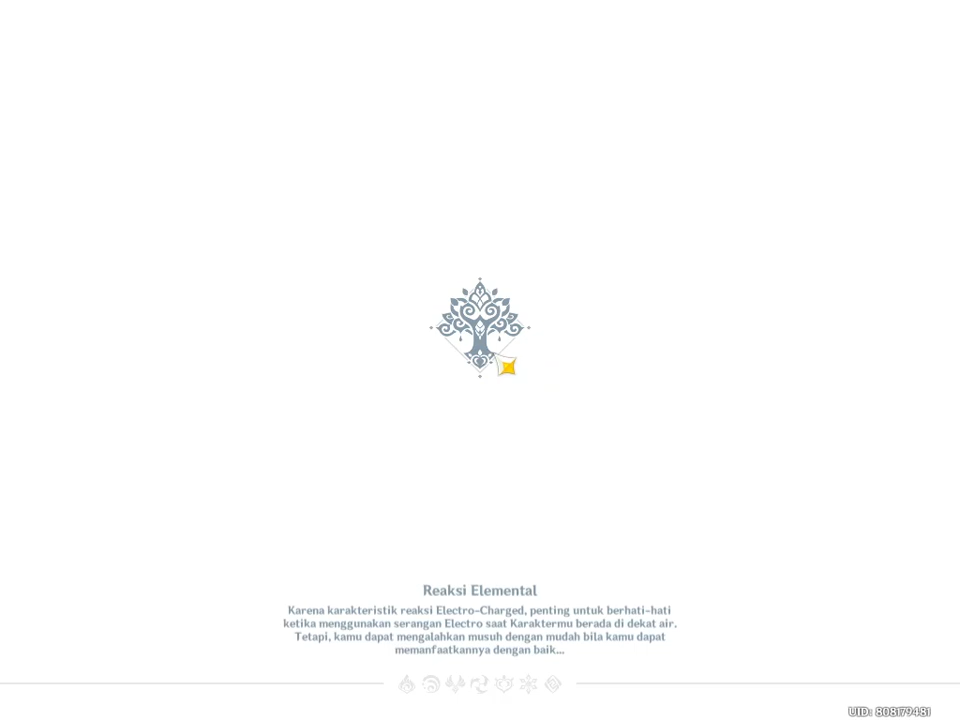 Reaksi Elemental
Karena karakteristik reaksi Electro-Charged, penting untuk berhati-hati
ketika menggunakan serangan Electro saat Karaktermu berada di dekat air.
Tetapi, kamu dapat mengalahkan musuh dengan mudah bila kamu dapat
memanfaatkannya dengan baik...
UID: 808179481